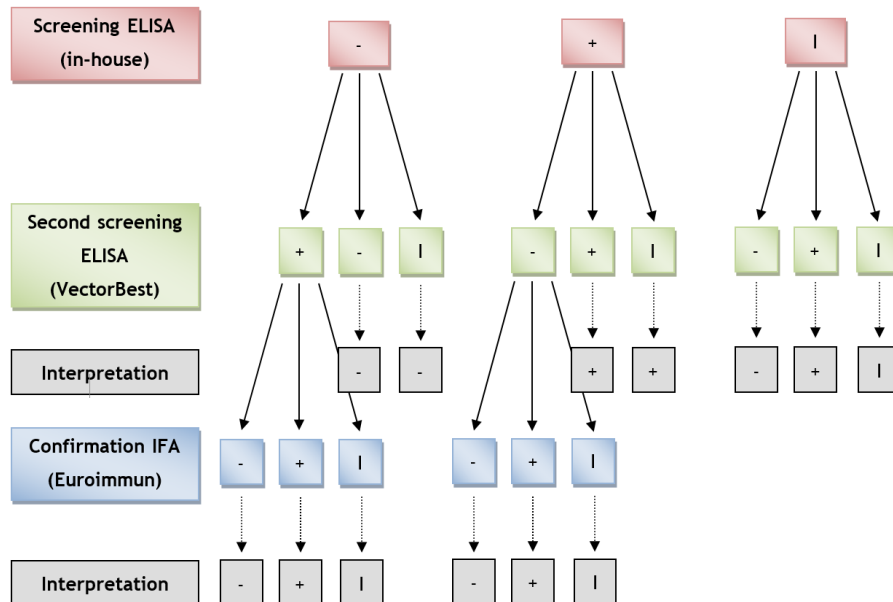 Screening ELISA
(in-house)
- + I
Second screening
ELISA
(VectorBest)
+ - I - + I - + I
Interpretation
- - + + - + I
Confirmation IFA
(Euroimmun)
- + I - + I
Interpretation
- + I - + I